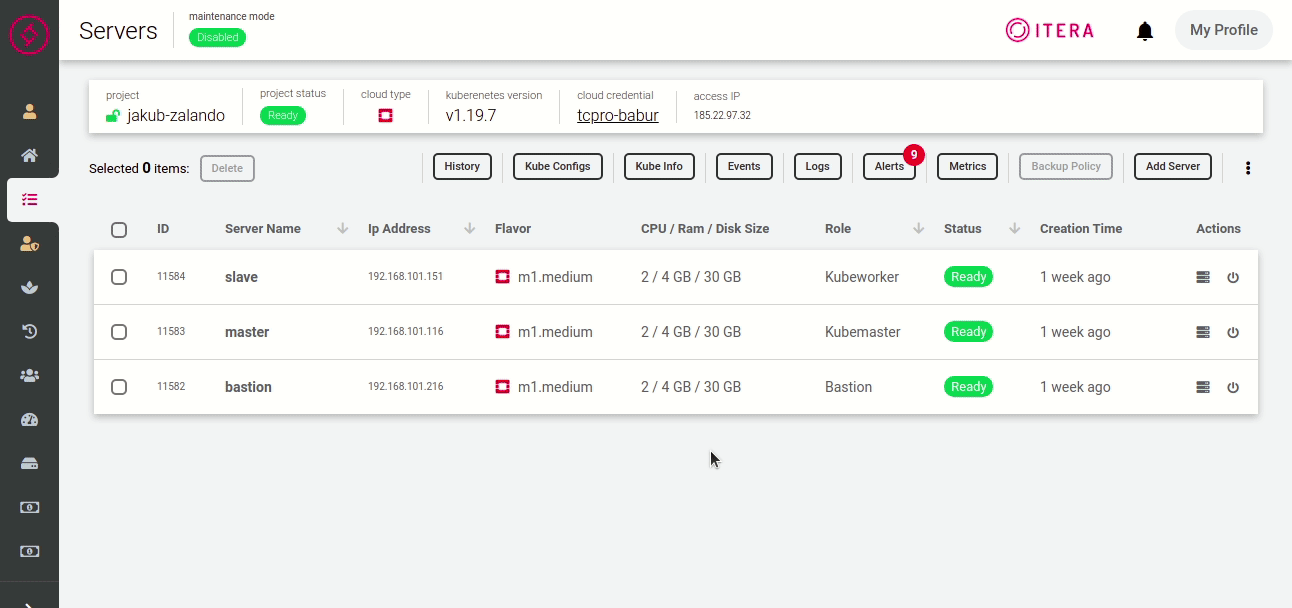 Servers
maintenance mode
Disabled
ITERA
My Profile
project
jakub-zalando
project status
Ready
cloud type
kuberenetes version
v1.19.7
cloud credential
tcpro-babur
access IP
185.22.97.32
Selected 0 items: Delete
History Kube Configs Kube Info Events Logs Alerts 9 Metrics Backup Policy Add Server
ID Server Name Ip Address Flavor CPU / Ram / Disk Size Role Status Creation Time Actions
11584 slave 192.168.101.151 m1.medium 2 / 4 GB / 30 GB Kubeworker Ready 1 week ago
11583 master 192.168.101.116 m1.medium 2 / 4 GB / 30 GB Kubemaster Ready 1 week ago
11582 bastion 192.168.101.216 m1.medium 2 / 4 GB / 30 GB Bastion Ready 1 week ago